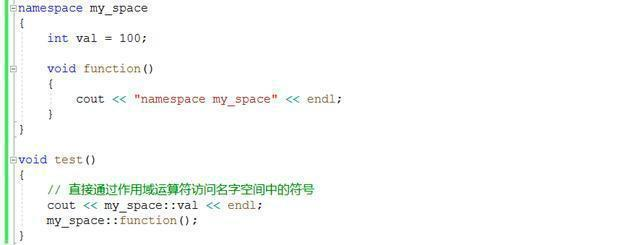 namespace my_space
{
    int val = 100;

    void function()
    {
        cout << "namespace my_space" << endl;
    }
}

void test()
{
    // 直接通过作用域运算符访问名字空间中的符号
    cout << my_space::val << endl;
    my_space::function();
}